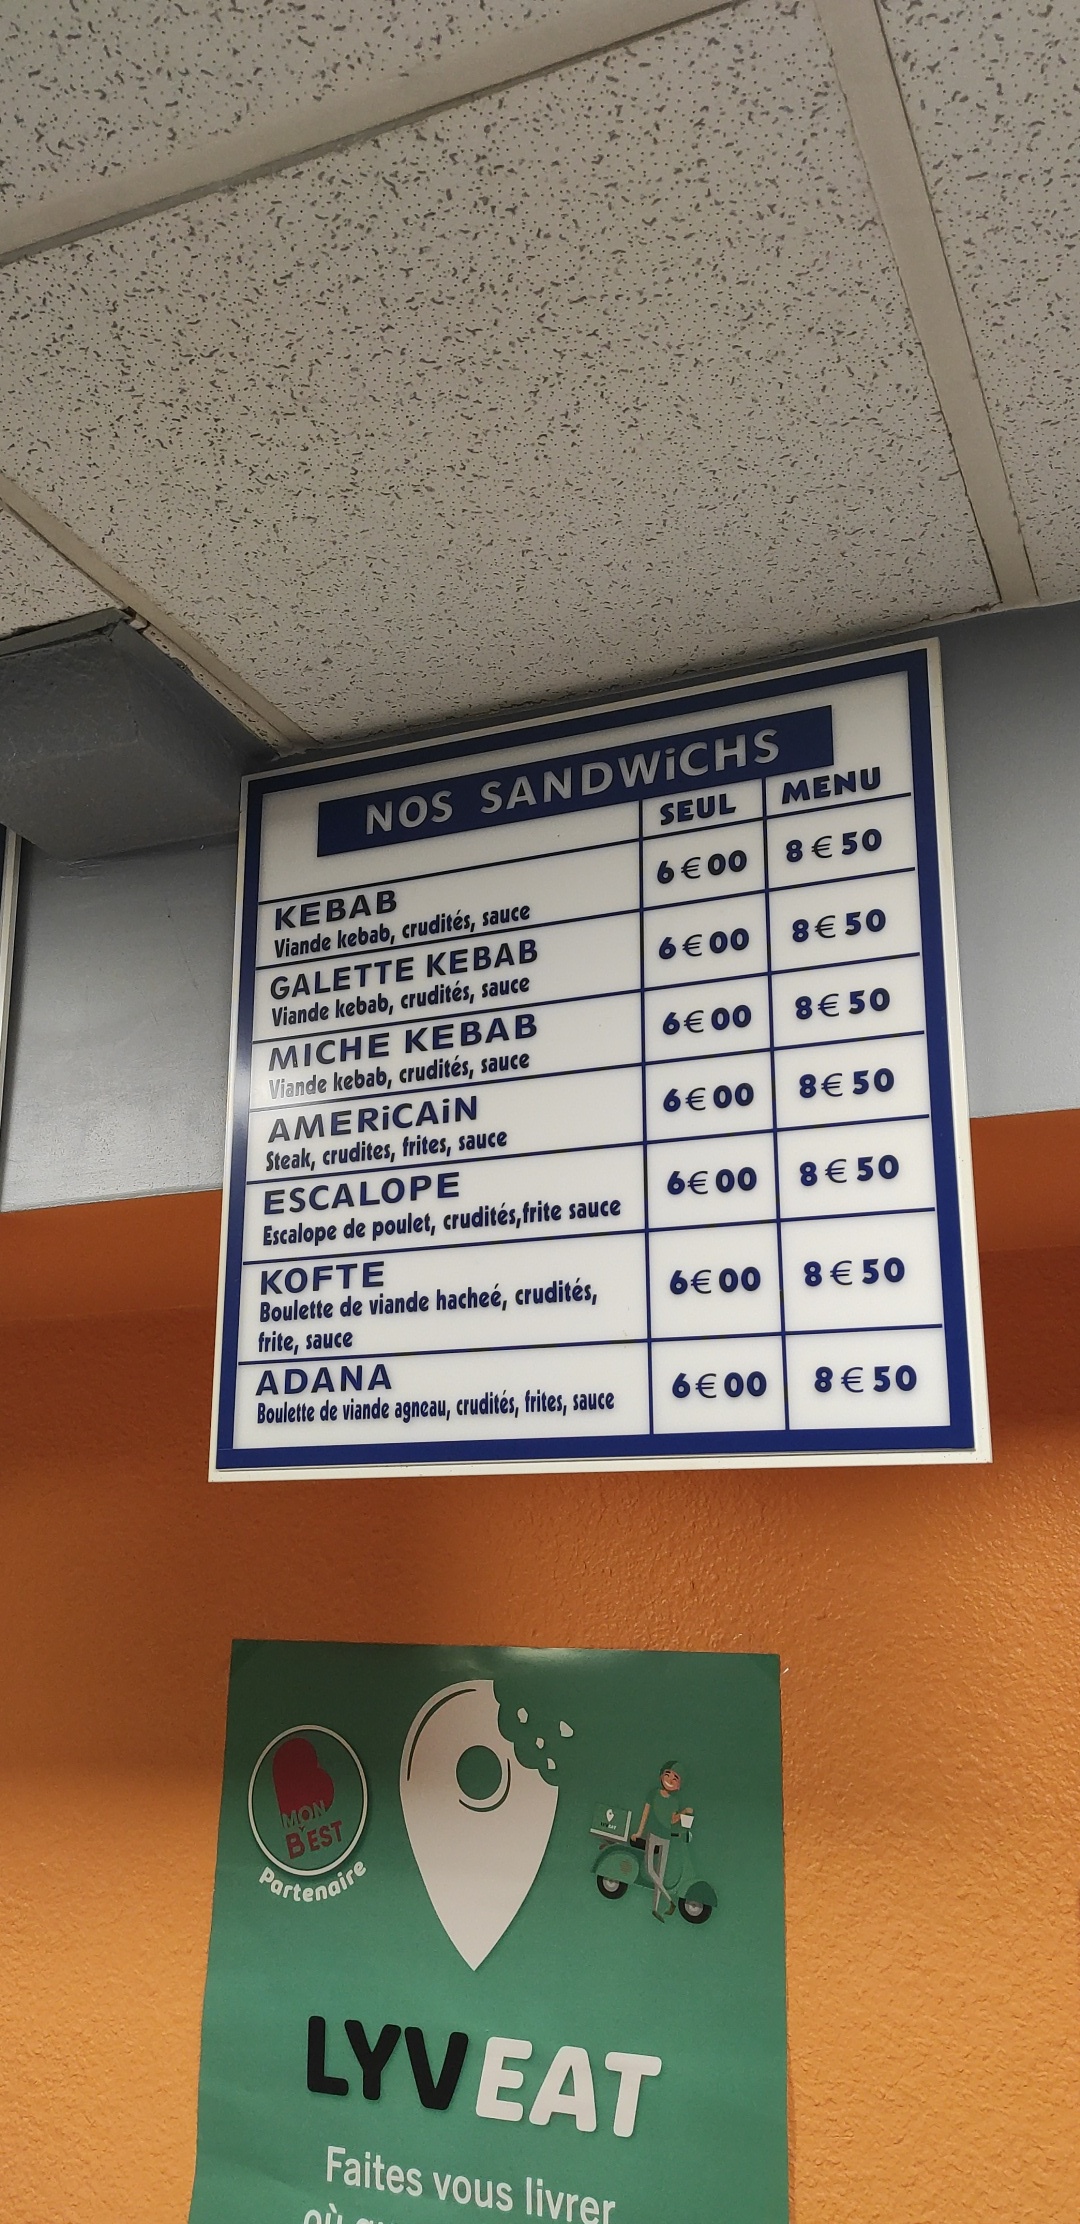 NOS SANDWiCHS
SEUL MENU
KEBAB 6€00 8€50
Viande kebab, crudités, sauce
GALETTE KEBAB 6€00 8€50
Viande kebab, crudités, sauce
MICHE KEBAB 6€00 8€50
Viande kebab, crudités, sauce
AMERiCAiN 6€00 8€50
Steak, crudites, frites, sauce
ESCALOPE 6€00 8€50
Escalope de poulet, crudités,frite sauce
KOFTE 6€00 8€50
Boulette de viande hacheé, crudités,
frite, sauce
ADANA 6€00 8€50
Boulette de viande agneau, crudités, frites, sauce
MON
BEST
Partenaire
LYVEAT
Faites vous livrer
où